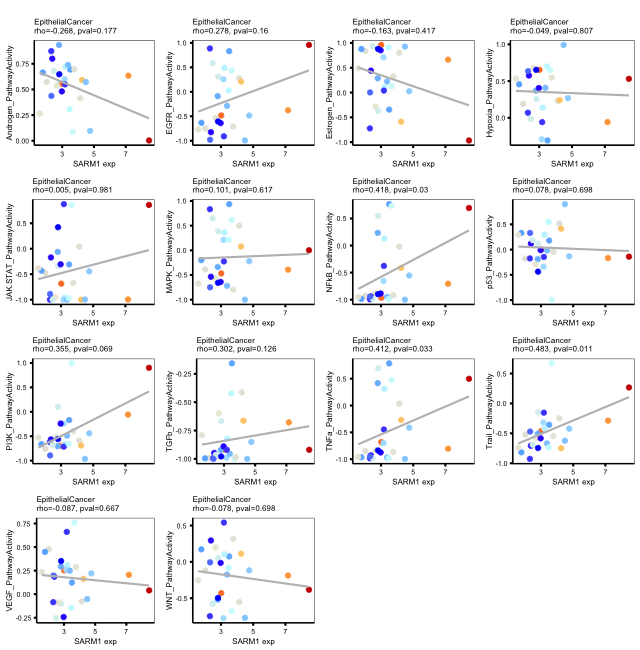 EpithelialCancer
rho=-0.268, pval=0.177
Androgen_PathwayActivity
0.75
0.50
0.25
0.00
3 5 7
SARM1 exp
EpithelialCancer
rho=0.278, pval=0.16
EGFR_PathwayActivity
1.0
0.5
0.0
-0.5
-1.0
3 5 7
SARM1 exp
EpithelialCancer
rho=-0.163, pval=0.417
Estrogen_PathwayActivity
1.0
0.5
0.0
-0.5
-1.0
3 5 7
SARM1 exp
EpithelialCancer
rho=-0.049, pval=0.807
Hypoxia_PathwayActivity
1.0
0.5
0.0
3 5 7
SARM1 exp
EpithelialCancer
rho=0.005, pval=0.981
JAK.STAT_PathwayActivity
0.5
0.0
-0.5
-1.0
3 5 7
SARM1 exp
EpithelialCancer
rho=0.101, pval=0.617
MAPK_PathwayActivity
1.0
0.5
0.0
-0.5
-1.0
3 5 7
SARM1 exp
EpithelialCancer
rho=0.418, pval=0.03
NFkB_PathwayActivity
0.5
0.0
-0.5
-1.0
3 5 7
SARM1 exp
EpithelialCancer
rho=0.078, pval=0.698
p53_PathwayActivity
1.0
0.5
0.0
-0.5
-1.0
3 5 7
SARM1 exp
EpithelialCancer
rho=0.355, pval=0.069
PI3K_PathwayActivity
1.0
0.5
0.0
-0.5
-1.0
3 5 7
SARM1 exp
EpithelialCancer
rho=0.302, pval=0.126
TGFb_PathwayActivity
-0.25
-0.50
-0.75
-1.00
3 5 7
SARM1 exp
EpithelialCancer
rho=0.412, pval=0.033
TNFa_PathwayActivity
0.5
0.0
-0.5
-1.0
3 5 7
SARM1 exp
EpithelialCancer
rho=0.483, pval=0.011
Trail_PathwayActivity
0.5
0.0
-0.5
-1.0
3 5 7
SARM1 exp
EpithelialCancer
rho=-0.087, pval=0.667
VEGF_PathwayActivity
0.75
0.50
0.25
0.00
-0.25
3 5 7
SARM1 exp
EpithelialCancer
rho=-0.078, pval=0.698
WNT_PathwayActivity
0.5
0.0
-0.5
3 5 7
SARM1 exp